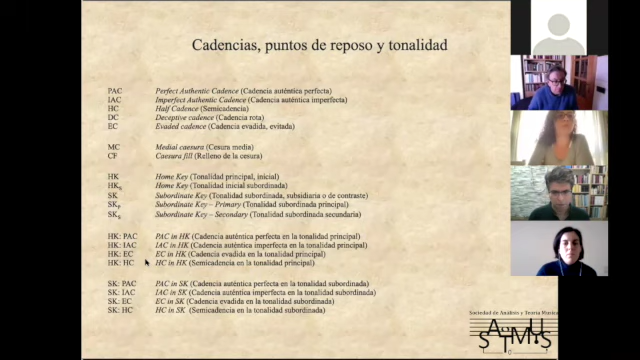 Cadencias, puntos de reposo y tonalidad
PAC Perfect Authentic Cadence (Cadencia auténtica perfecta)
IAC Imperfect Authentic Cadence (Cadencia auténtica imperfecta)
HC Half Cadence (Semicadencia)
DC Deceptive cadence (Cadencia rota)
EC Evaded cadence (Cadencia evadida, evitada)
MC Medial caesura (Cesura media)
CF Caesura fill (Relleno de la cesura)
HK Home Key (Tonalidad principal, inicial)
HKS Home Key (Tonalidad inicial subordinada)
SK Subordinate Key (Tonalidad subordinada, subsidiaria o de contraste)
SKP Subordinate Key – Primary (Tonalidad subordinada principal)
SKS Subordinate Key – Secondary (Tonalidad subordinada secundaria)
HK: PAC PAC in HK (Cadencia auténtica perfecta en la tonalidad principal)
HK: IAC IAC in HK (Cadencia auténtica imperfecta en la tonalidad principal)
HK: EC EC in HK (Cadencia evadida en la tonalidad principal)
HK: HC HC in HK (Semicadencia en la tonalidad principal)
SK: PAC PAC in SK (Cadencia auténtica perfecta en la tonalidad subordinada)
SK: IAC IAC in SK (Cadencia auténtica imperfecta en la tonalidad subordinada)
SK: EC EC in SK (Cadencia evadida en la tonalidad subordinada)
SK: HC HC in SK (Semicadencia en la tonalidad subordinada)
Sociedad de Análisis y Teoría Musical